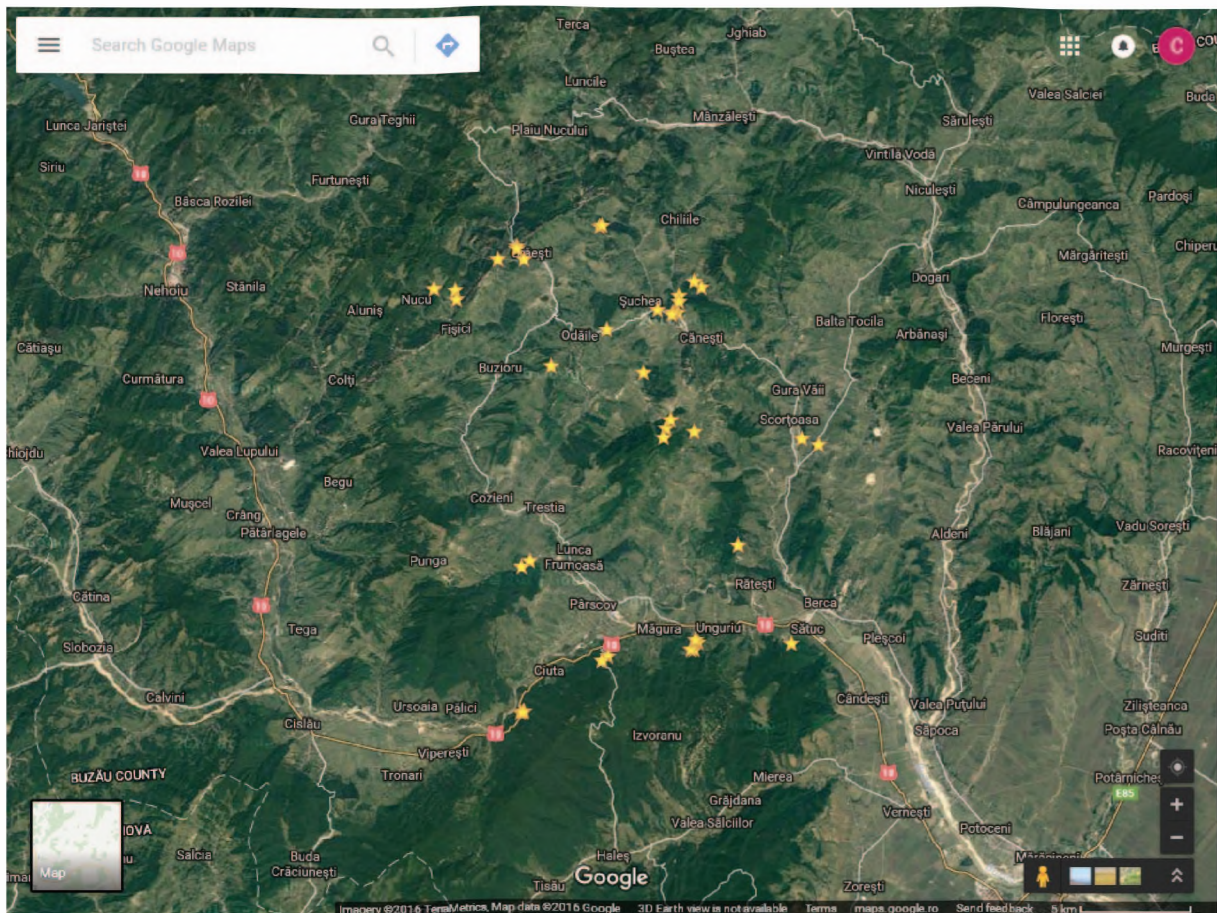 Search Google Maps
C
Terca
Jghiab
Buștea
Luncile
Valea Salciei
Buda
Lunca Jariștei
Gura Teghii
Mânzălești
Plaiu Nucului
Sărulești
Siriu
Furtunești
Vintilă Vodă
Niculești
Bâsca Rozilei
Pardoși
Câmpulungeanca
Chiliile
Mărgăritești
Dogari
Nehoiu
Stânila
Nucu
Aluniș
Șuchea
Balta Tocila
Florești
Fișici
Odăile
Arbănași
Cănești
Cătiașu
Murgești
Buzioru
Curmătura
Colți
Gura Văii
Beceni
Scorțoasa
Valea Părului
Valea Lupului
Racovițeni
Begu
Mușcel
Cozieni
Crâng
Trestia
Vadu Sorești
Pătârlagele
Aldeni
Blăjani
Punga
Lunca
Frumoasă
Rătești
Zărnești
Cătina
Pârscov
Berca
Tega
Măgura
Unguriu
Sătuc
Pleșcoi
Suditi
Slobozia
Ciuta
Calvini
Ursoaia
Pălici
Cândești
Valea Puțului
Zilișteanca
Cislău
Săpoca
Poșta Câlnău
Izvoranu
Viperești
Tronari
BUZĂU COUNTY
Mierea
E85
Grăjdana
Vernești
Valea Sălciilor
Potoceni
Salcia
Buda
Crăciunești
Haleș
Map
Tisău
Google
Zorești
Imagery ©2016 TerraMetrics, Map data ©2016 Google 3D Earth view is not available Terms maps.google.ro Send feedback 5 km